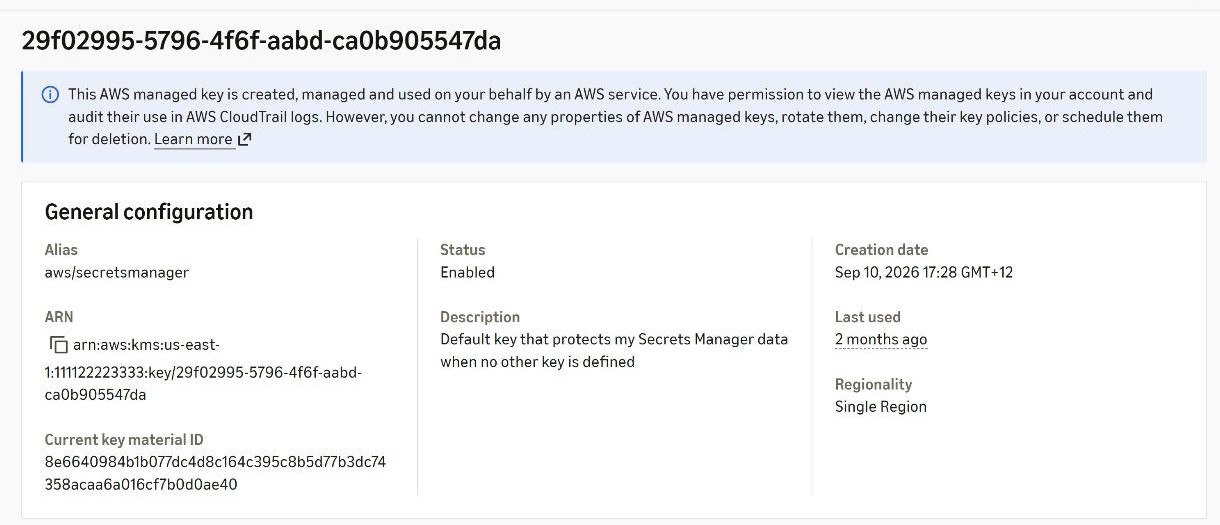 29f02995-5796-4f6f-aabd-ca0b905547da
This AWS managed key is created, managed and used on your behalf by an AWS service. You have permission to view the AWS managed keys in your account and
audit their use in AWS CloudTrail logs. However, you cannot change any properties of AWS managed keys, rotate them, change their key policies, or schedule them
for deletion. Learn more
General configuration
Alias
aws/secretsmanager
ARN
arn:aws:kms:us-east-
1:111122223333:key/29f02995-5796-4f6f-aabd-
ca0b905547da
Current key material ID
8e6640984b1b077dc4d8c164c395c8b5d77b3dc74
358acaa6a016cf7b0d0ae40
Status
Enabled
Description
Default key that protects my Secrets Manager data
when no other key is defined
Creation date
Sep 10, 2026 17:28 GMT+12
Last used
2 months ago
Regionality
Single Region